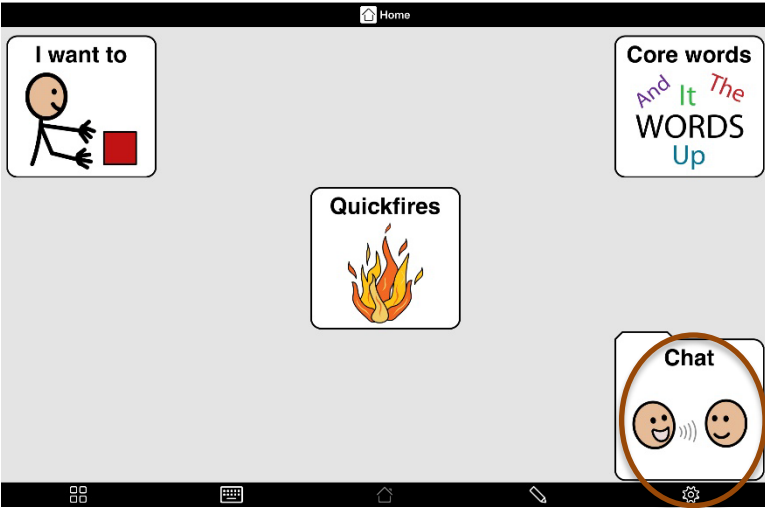 Home
I want to
Core words
And It The
WORDS
Up
Quickfires
Chat